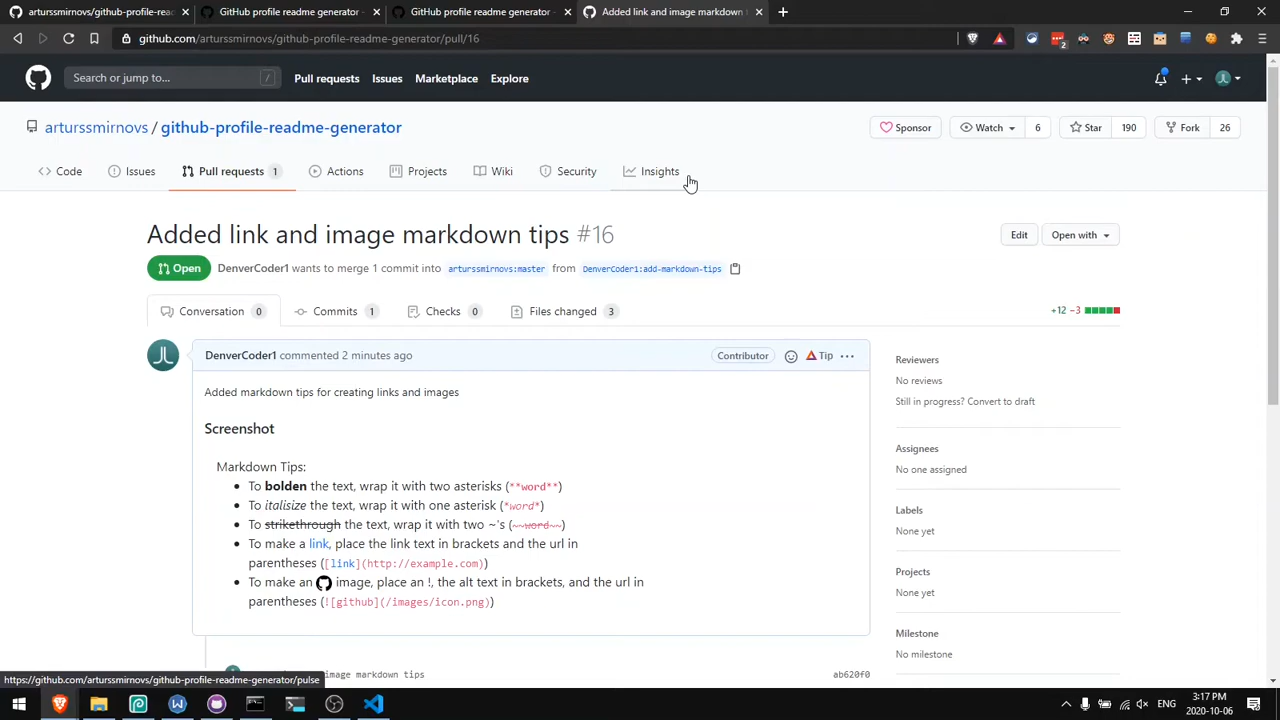 arturssmirnovs/github-profile-rea
GitHub profile readme generator -
GitHub profile readme generator -
Added link and image markdown
github.com/arturssmirnovs/github-profile-readme-generator/pull/16
2
Search or jump to... /
Pull requests Issues Marketplace Explore
arturssmirnovs / github-profile-readme-generator
Sponsor Watch 6 Star 190 Fork 26
Code Issues Pull requests 1 Actions Projects Wiki Security Insights
Added link and image markdown tips #16
Edit Open with
Open DenverCoder1 wants to merge 1 commit into arturssmirnovs:master from DenverCoder1:add-markdown-tips
Conversation 0 Commits 1 Checks 0 Files changed 3
+12 −3
JL
DenverCoder1 commented 2 minutes ago Contributor Tip ...
Added markdown tips for creating links and images
Screenshot
Markdown Tips:
To bolden the text, wrap it with two asterisks (**word**)
To italisize the text, wrap it with one asterisk (*word*)
To strikethrough the text, wrap it with two ~'s (~~word~~)
To make a link, place the link text in brackets and the url in
parentheses ([link](http://example.com))
To make an image, place an !, the alt text in brackets, and the url in
parentheses (![github](/images/icon.png))
Reviewers
No reviews
Still in progress? Convert to draft
Assignees
No one assigned
Labels
None yet
Projects
None yet
Milestone
No milestone
image markdown tips ab620f0
https://github.com/arturssmirnovs/github-profile-readme-generator/pulse
ENG
3:17 PM
2020-10-06